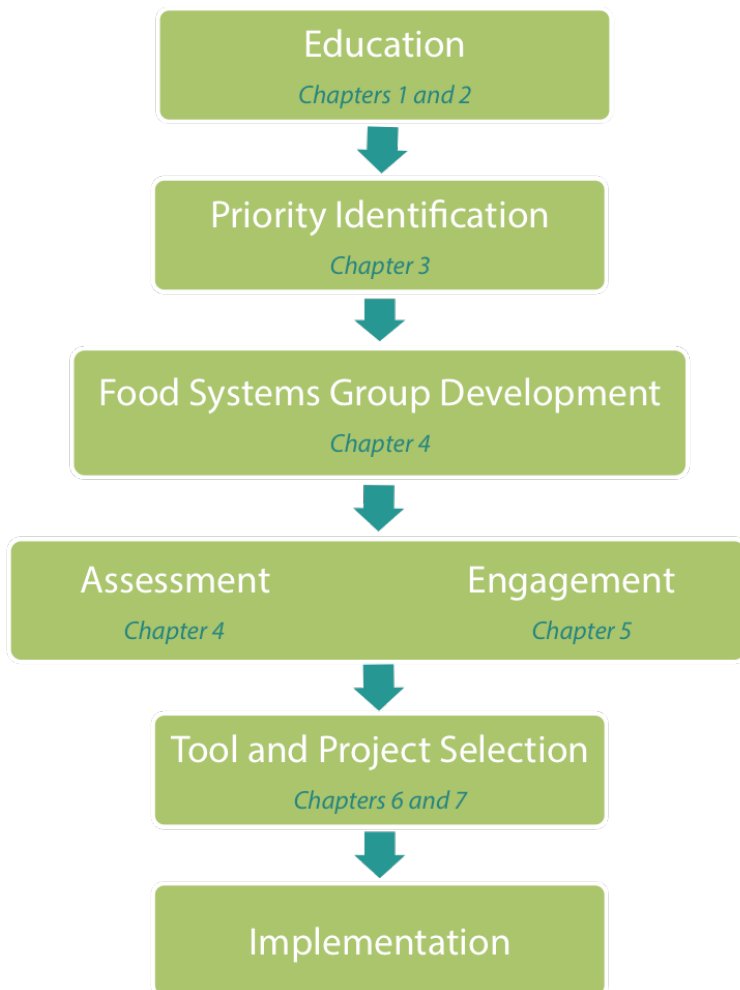 Education
Chapters 1 and 2
Priority Identification
Chapter 3
Food Systems Group Development
Chapter 4
Assessment
Chapter 4
Engagement
Chapter 5
Tool and Project Selection
Chapters 6 and 7
Implementation